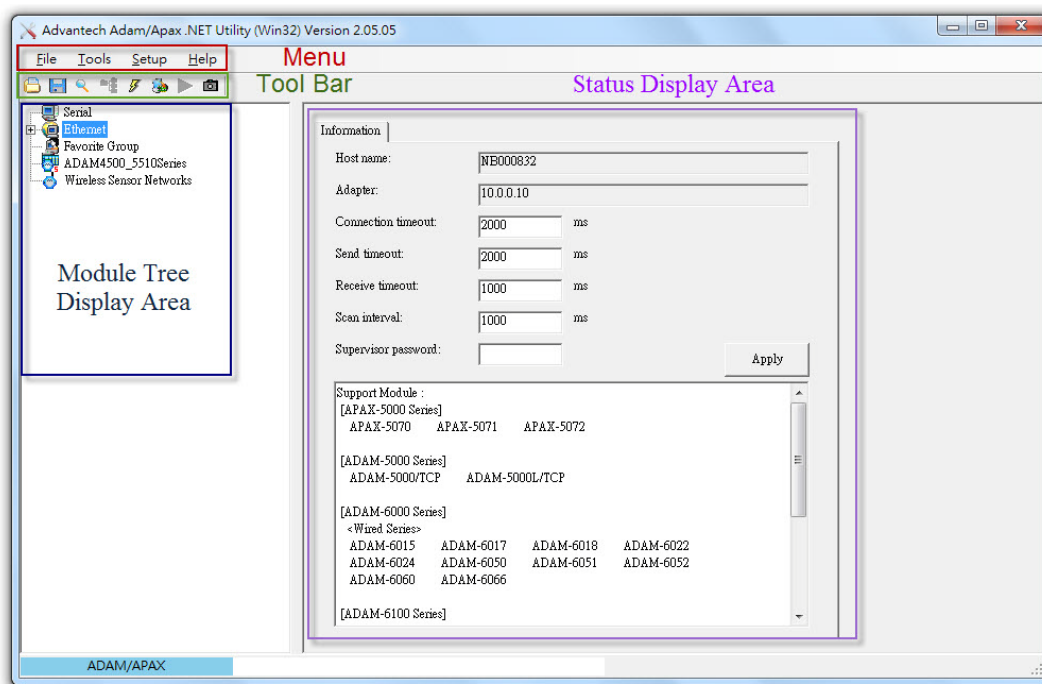 Advantech Adam/Apax .NET Utility (Win32) Version 2.05.05
File Tools Setup Help
Menu
Tool Bar
Status Display Area
Serial
Ethernet
Favorite Group
ADAM4500_5510Series
Wireless Sensor Networks
Module Tree
Display Area
Information
Host name: NB000832
Adapter: 10.0.0.10
Connection timeout: 2000 ms
Send timeout: 2000 ms
Receive timeout: 1000 ms
Scan interval: 1000 ms
Supervisor password:
Apply
Support Module :
[APAX-5000 Series]
APAX-5070 APAX-5071 APAX-5072
[ADAM-5000 Series]
ADAM-5000/TCP ADAM-5000L/TCP
[ADAM-6000 Series]
<Wired Series>
ADAM-6015 ADAM-6017 ADAM-6018 ADAM-6022
ADAM-6024 ADAM-6050 ADAM-6051 ADAM-6052
ADAM-6060 ADAM-6066
[ADAM-6100 Series]
ADAM/APAX